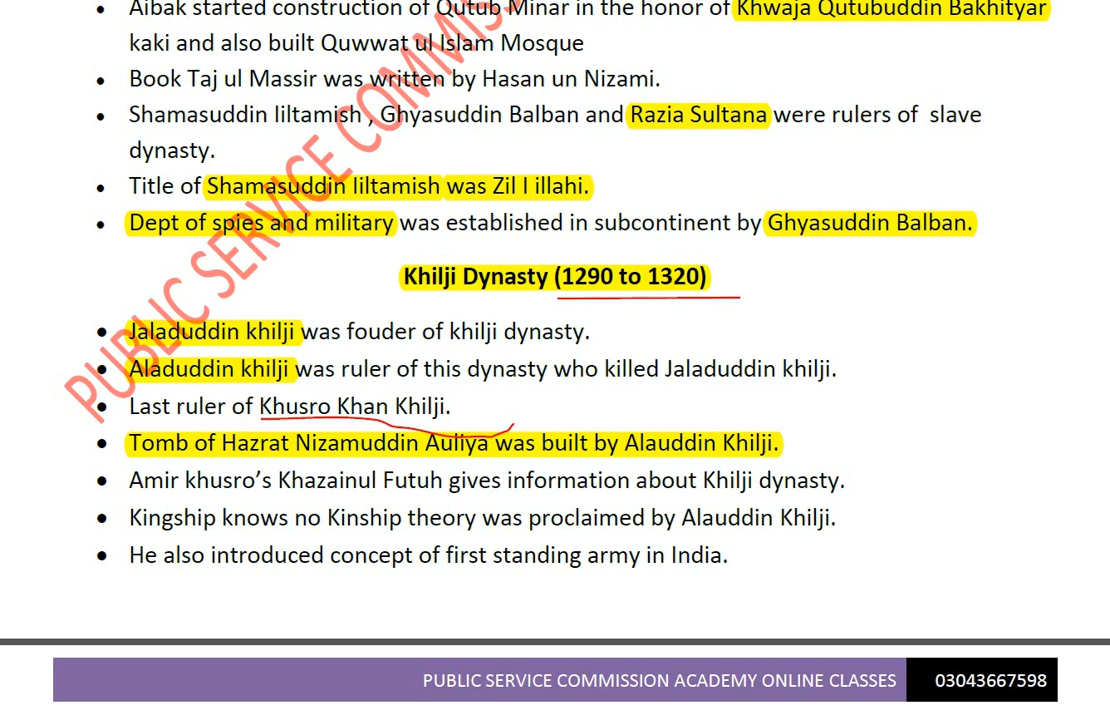 • Aibak started construction of Qutub Minar in the honor of Khwaja Qutubuddin Bakhityar
kaki and also built Quwwat ul Islam Mosque
• Book Taj ul Massir was written by Hasan un Nizami.
• Shamasuddin Iiltamish , Ghyasuddin Balban and Razia Sultana were rulers of slave
dynasty.
• Title of Shamasuddin Iiltamish was Zil I illahi.
• Dept of spies and military was established in subcontinent by Ghyasuddin Balban.
Khilji Dynasty (1290 to 1320)
• Jaladuddin khilji was fouder of khilji dynasty.
• Aladuddin khilji was ruler of this dynasty who killed Jaladuddin khilji.
• Last ruler of Khusro Khan Khilji.
• Tomb of Hazrat Nizamuddin Auliya was built by Alauddin Khilji.
• Amir khusro’s Khazainul Futuh gives information about Khilji dynasty.
• Kingship knows no Kinship theory was proclaimed by Alauddin Khilji.
• He also introduced concept of first standing army in India.
PUBLIC SERVICE COMMIS
PUBLIC SERVICE COMMISSION ACADEMY ONLINE CLASSES 03043667598